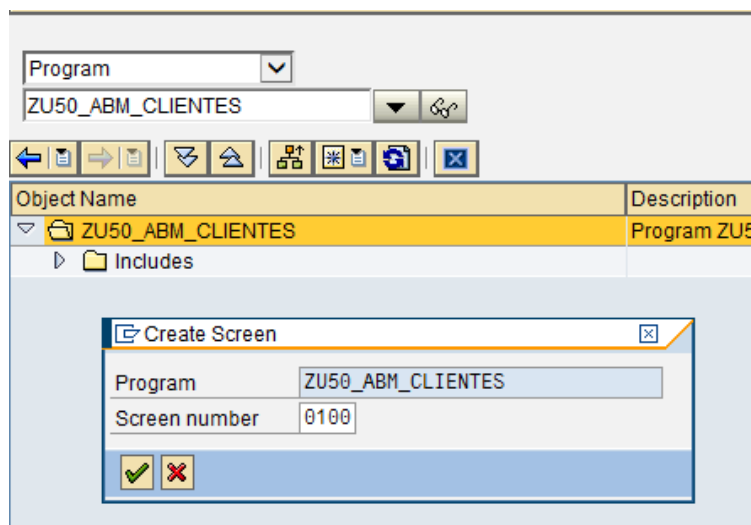 Program
ZU50_ABM_CLIENTES
Object Name Description
ZU50_ABM_CLIENTES Program ZU5
Includes
Create Screen
Program ZU50_ABM_CLIENTES
Screen number 0100